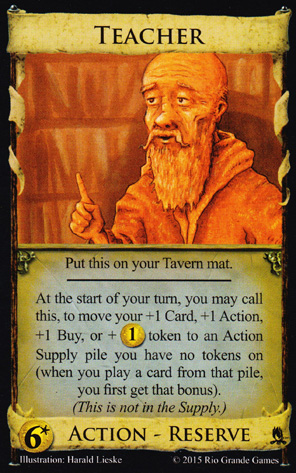 TEACHER
Put this on your Tavern mat.
At the start of your turn, you may call
this, to move your +1 Card, +1 Action,
+1 Buy, or + 1 token to an Action
Supply pile you have no tokens on
(when you play a card from that pile,
you first get that bonus).
(This is not in the Supply.)
6* ACTION - RESERVE
Illustration: Harald Lieske © 2015 Rio Grande Games